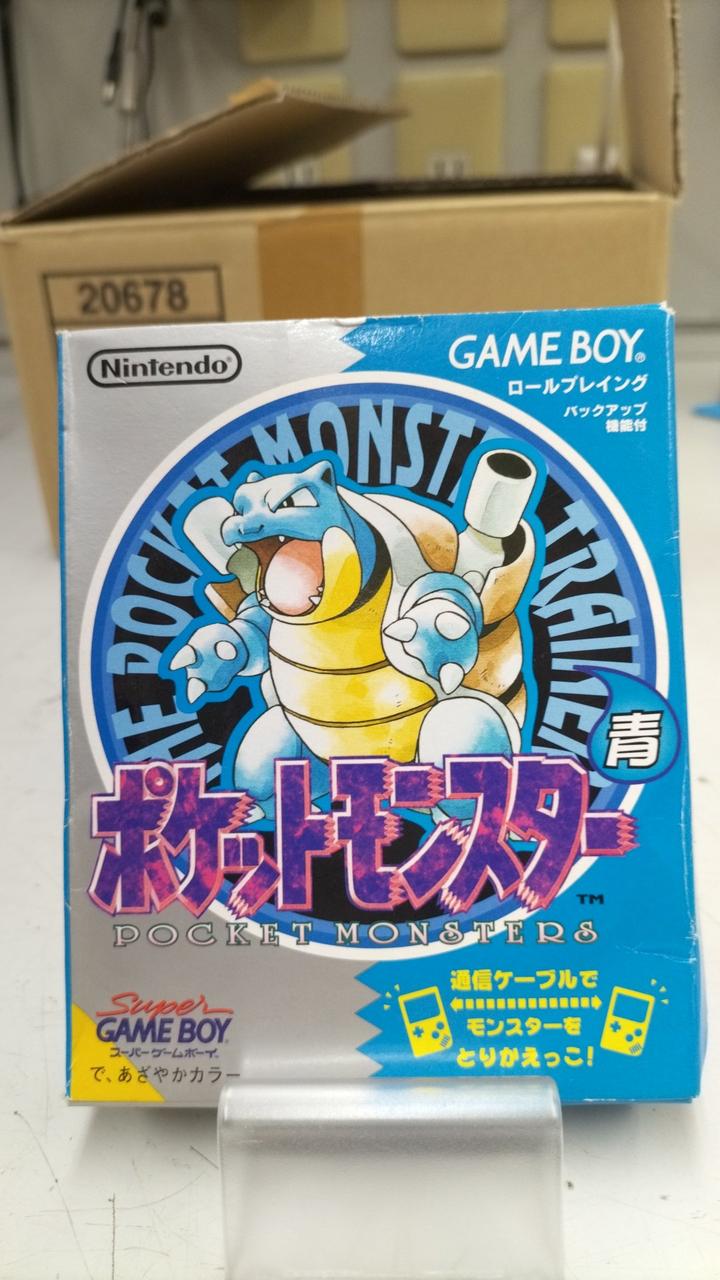 20678
Nintendo®
GAME BOY®
ロールプレイング
バックアップ
機能付
THE POCKET MONSTER TRAINER
青
ポケットモンスター
TM
POCKET MONSTERS
Super
GAME BOY
スーパーゲームボーイ
で、あざやかカラー
通信ケーブルで
モンスターを
とりかえっこ!